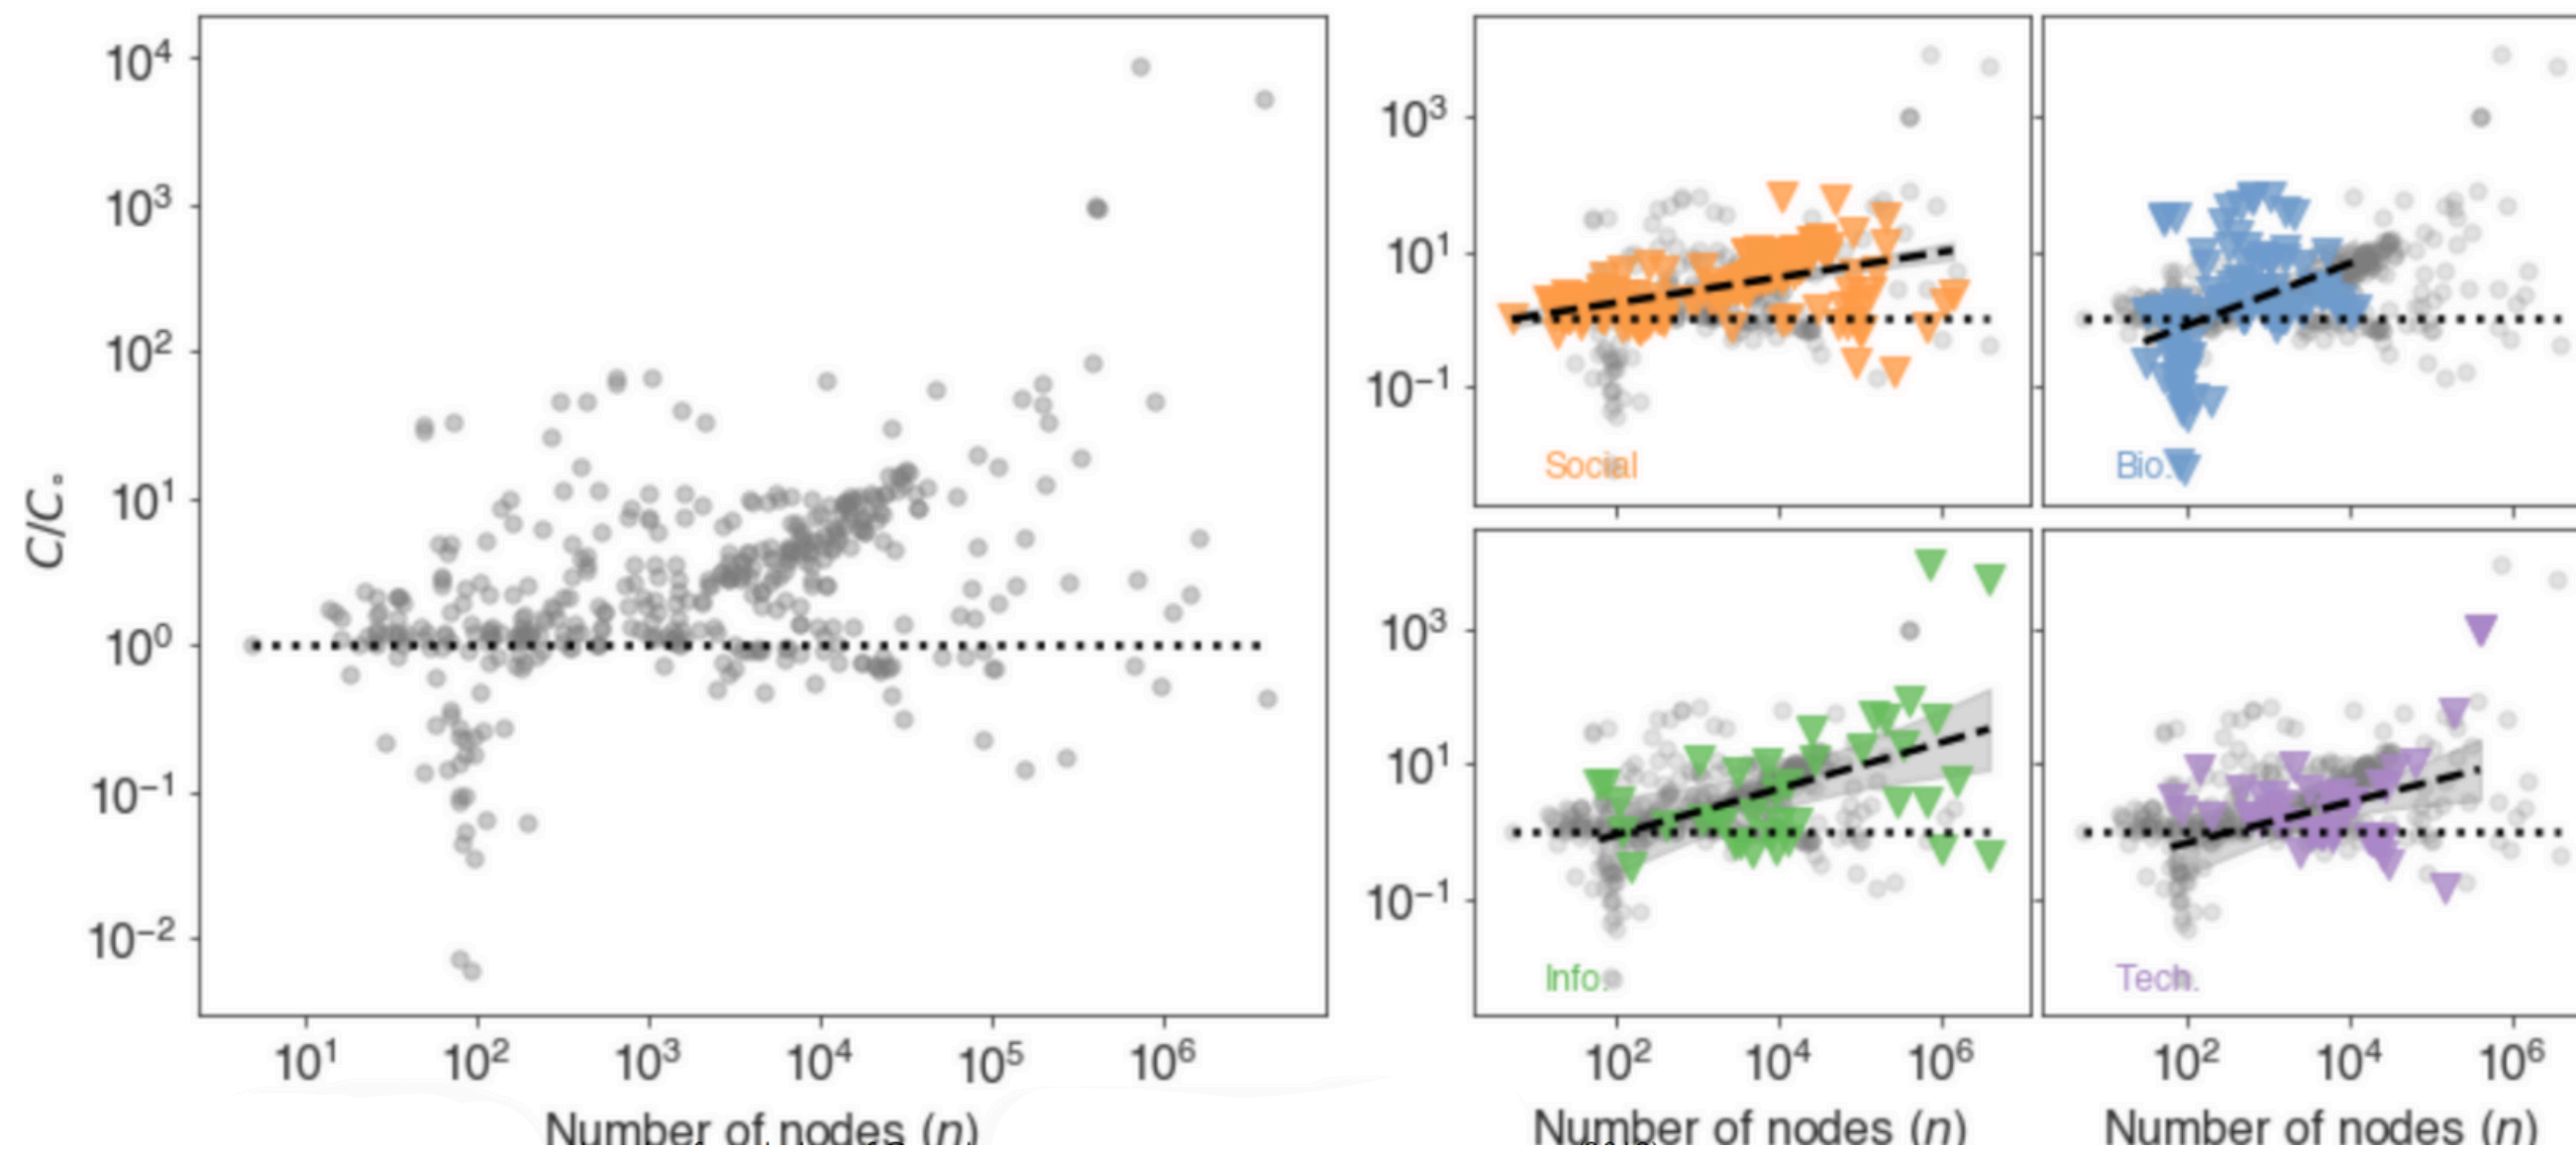 C/C.
10⁴
10³
10²
10¹
10⁰
10⁻¹
10⁻²
10¹ 10² 10³ 10⁴ 10⁵ 10⁶
Number of nodes (n)
10³
10¹
10⁻¹
Social
Bio.
10³
10¹
10⁻¹
Info.
Tech.
10² 10⁴ 10⁶
10² 10⁴ 10⁶
Number of nodes (n)
Number of nodes (n)